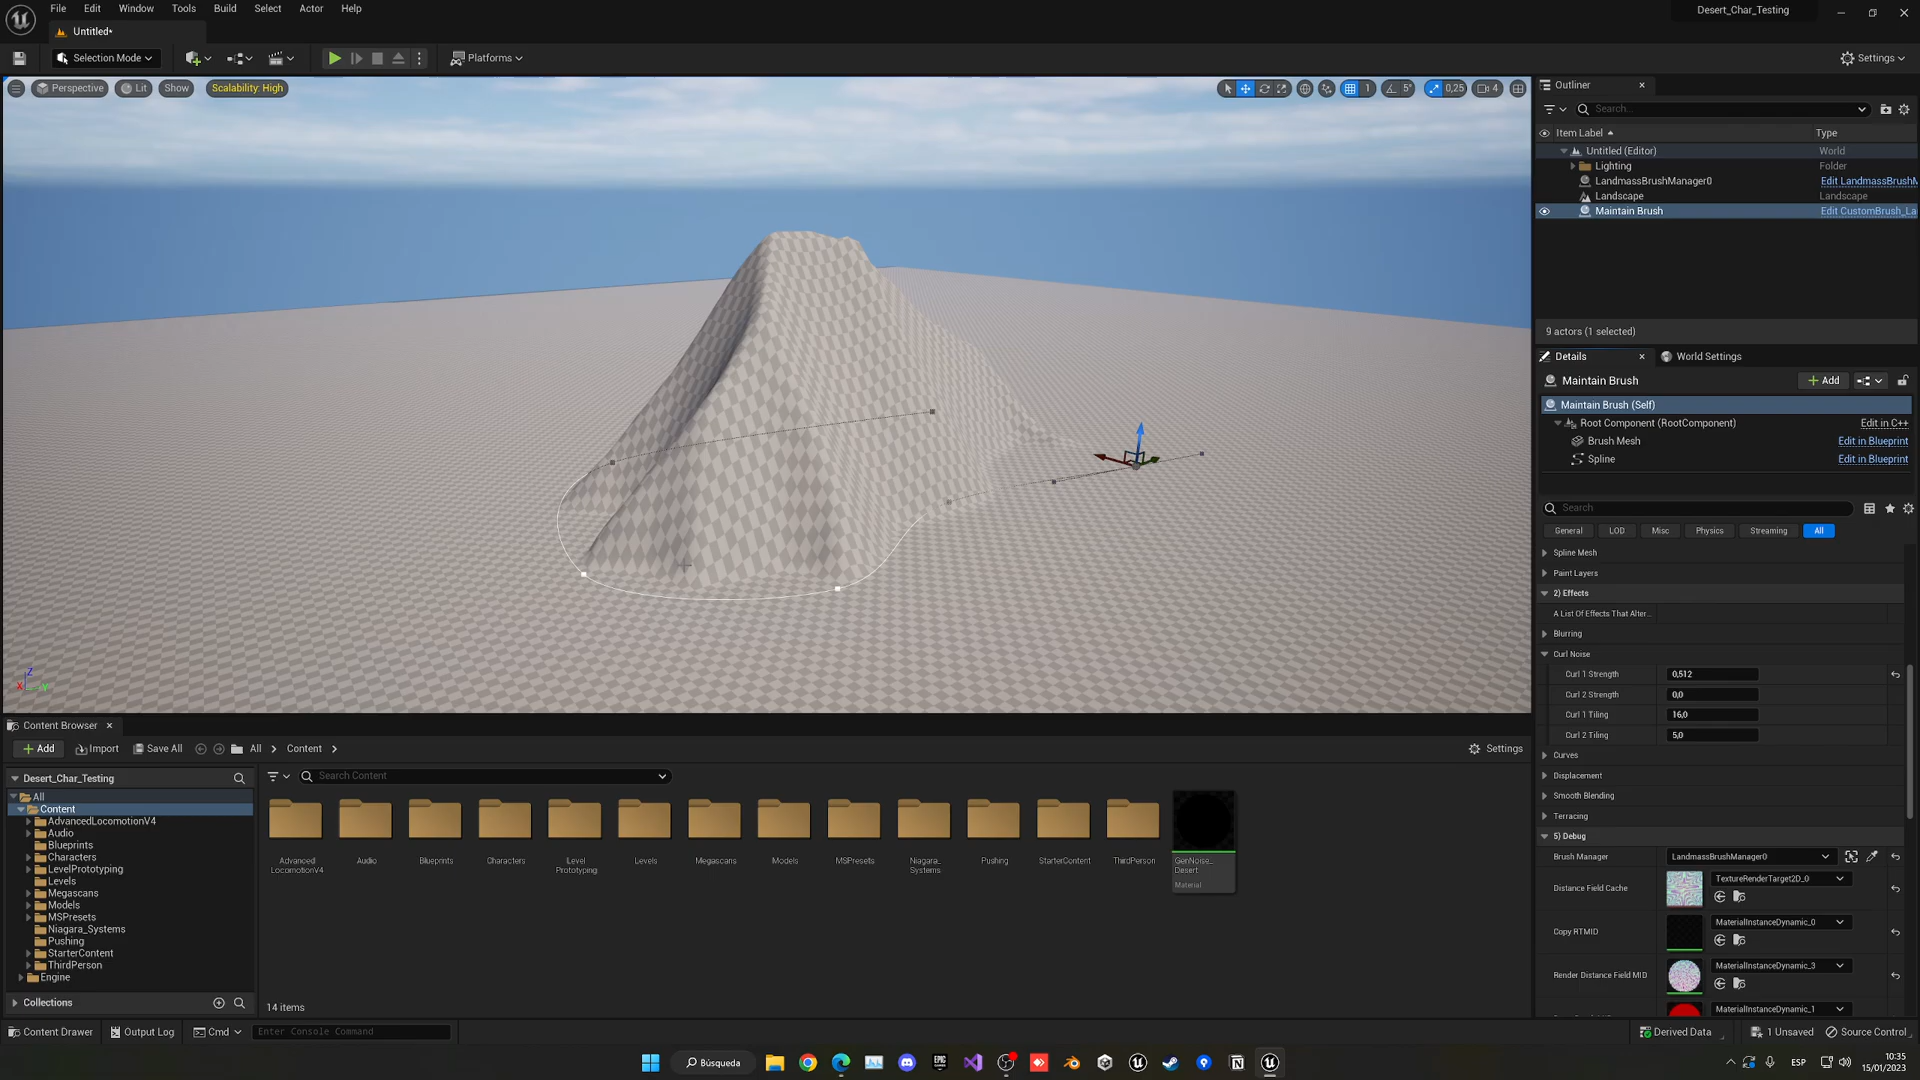 File Edit Window Tools Build Select Actor Help
Desert_Char_Testing
Untitled*
Selection Mode
Platforms
Settings
Perspective Lit Show Scalability: High
1 5° 0,25 4
Outliner
Search...
Item Label Type
Untitled (Editor) World
Lighting Folder
LandmassBrushManager0 Edit LandmassBrushM
Landscape Landscape
Maintain Brush Edit CustomBrush_La
9 actors (1 selected)
Details World Settings
Maintain Brush Add
Maintain Brush (Self)
Root Component (RootComponent) Edit in C++
Brush Mesh Edit in Blueprint
Spline Edit in Blueprint
Search
General LOD Misc Physics Streaming All
Spline Mesh
Paint Layers
2) Effects
A List Of Effects That Alter...
Blurring
Curl Noise
Curl 1 Strength 0,512
Curl 2 Strength 0,0
Curl 1 Tiling 16,0
Curl 2 Tiling 5,0
Curves
Displacement
Smooth Blending
Terracing
5) Debug
Brush Manager LandmassBrushManager0
Distance Field Cache TextureRenderTarget2D_0
Copy RTMID MaterialInstanceDynamic_0
Render Distance Field MID MaterialInstanceDynamic_3
MaterialInstanceDynamic_1
Z
X Y
Content Browser
Add Import Save All All Content Settings
Desert_Char_Testing
Search Content
All
Content
AdvancedLocomotionV4
Audio
Blueprints
Characters
LevelPrototyping
Levels
Megascans
Models
MSPresets
Niagara_Systems
Pushing
StarterContent
ThirdPerson
Engine
Advanced LocomotionV4
Audio
Blueprints
Characters
Level Prototyping
Levels
Megascans
Models
MSPresets
Niagara_ Systems
Pushing
StarterContent
ThirdPerson
GenNoise_ Desert
Material
Collections
14 items
Content Drawer Output Log Cmd Enter Console Command
Derived Data 1 Unsaved Source Control
Búsqueda
EPIC GAMES
ESP
10:35
15/01/2023